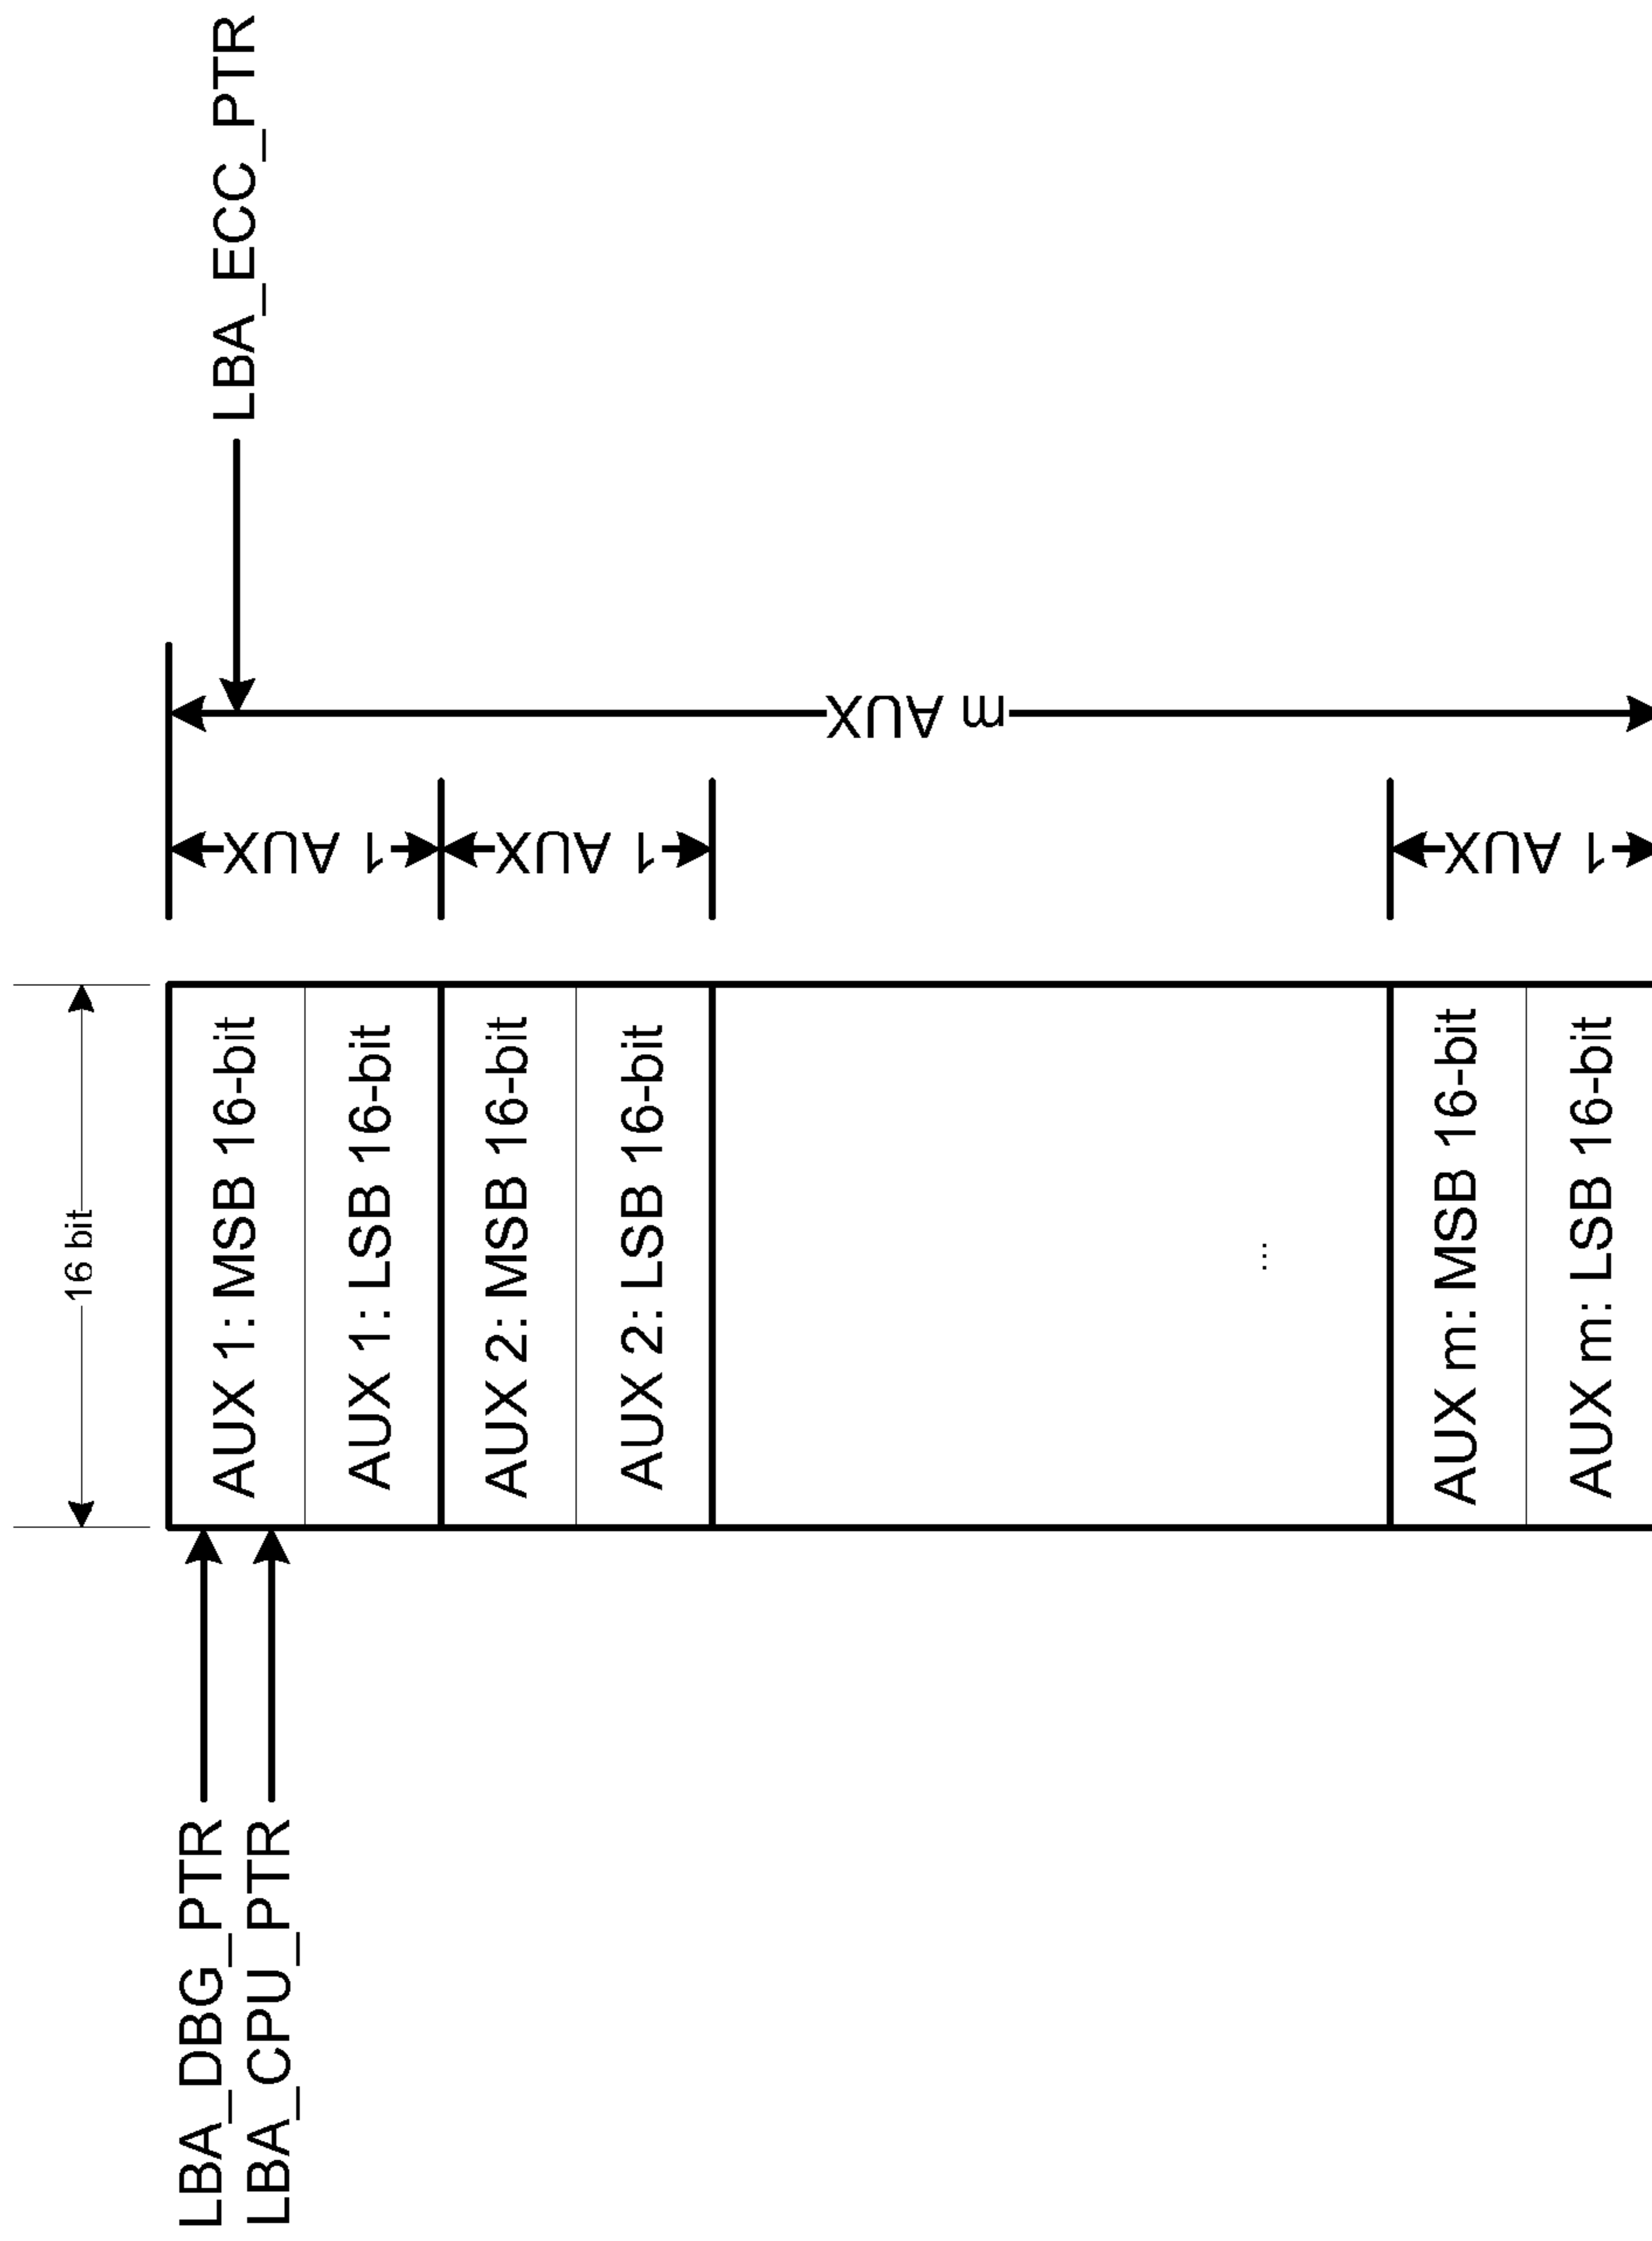 16 bit
LBA_DBG_PTR
LBA_CPU_PTR
AUX 1: MSB 16-bit
AUX 1: LSB 16-bit
AUX 2: MSB 16-bit
AUX 2: LSB 16-bit
...
AUX m: MSB 16-bit
AUX m: LSB 16-bit
1 AUX
1 AUX
1 AUX
m AUX
LBA_ECC_PTR